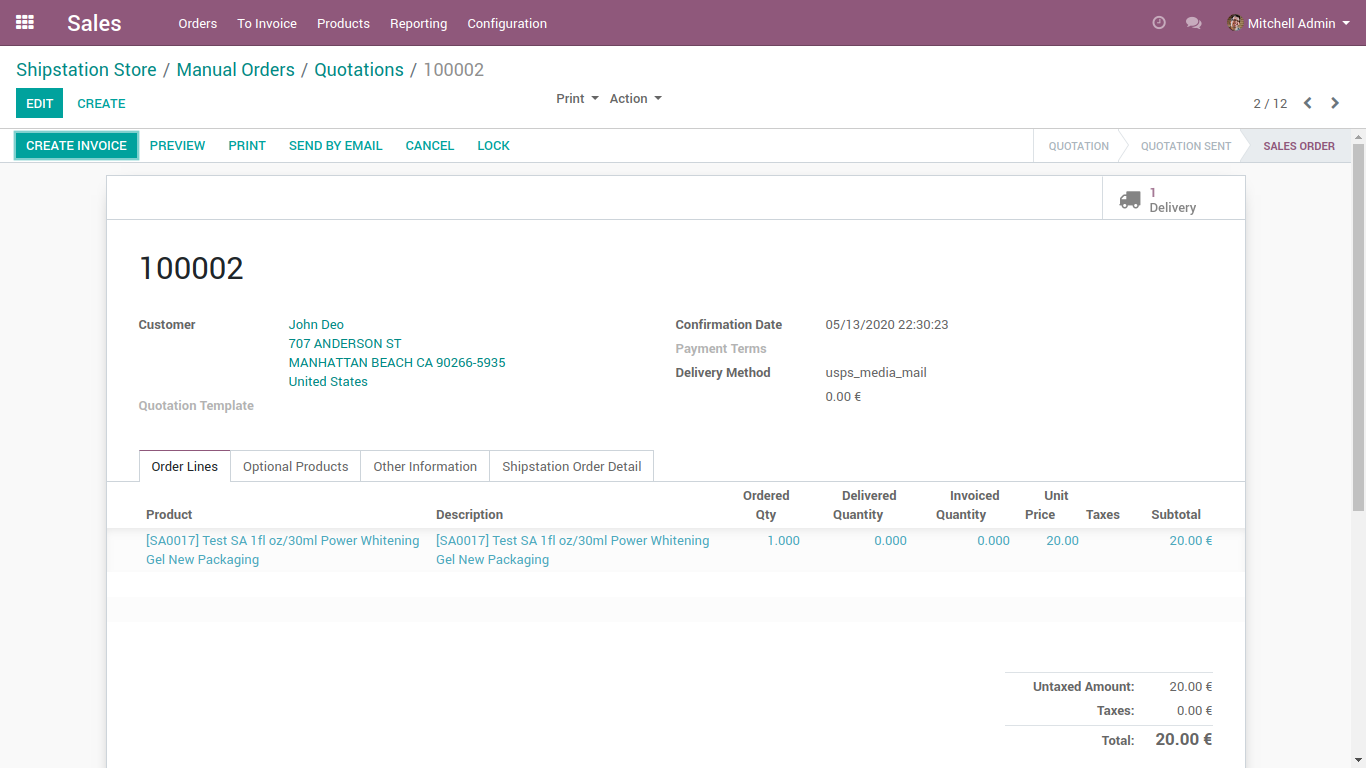 Sales Orders To Invoice Products Reporting Configuration Mitchell Admin
Shipstation Store / Manual Orders / Quotations / 100002
EDIT CREATE Print Action 2 / 12
CREATE INVOICE PREVIEW PRINT SEND BY EMAIL CANCEL LOCK QUOTATION QUOTATION SENT SALES ORDER
1
Delivery
100002
Customer John Deo Confirmation Date 05/13/2020 22:30:23
707 ANDERSON ST Payment Terms
MANHATTAN BEACH CA 90266-5935 Delivery Method usps_media_mail
United States
0.00 €
Quotation Template
Order Lines Optional Products Other Information Shipstation Order Detail
Ordered Delivered Invoiced Unit
Product Description Qty Quantity Quantity Price Taxes Subtotal
[SA0017] Test SA 1fl oz/30ml Power Whitening [SA0017] Test SA 1fl oz/30ml Power Whitening 1.000 0.000 0.000 20.00 20.00 €
Gel New Packaging Gel New Packaging
Untaxed Amount: 20.00 €
Taxes: 0.00 €
Total: 20.00 €